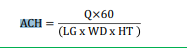 ACH = Q×60
(LG x WD x HT )